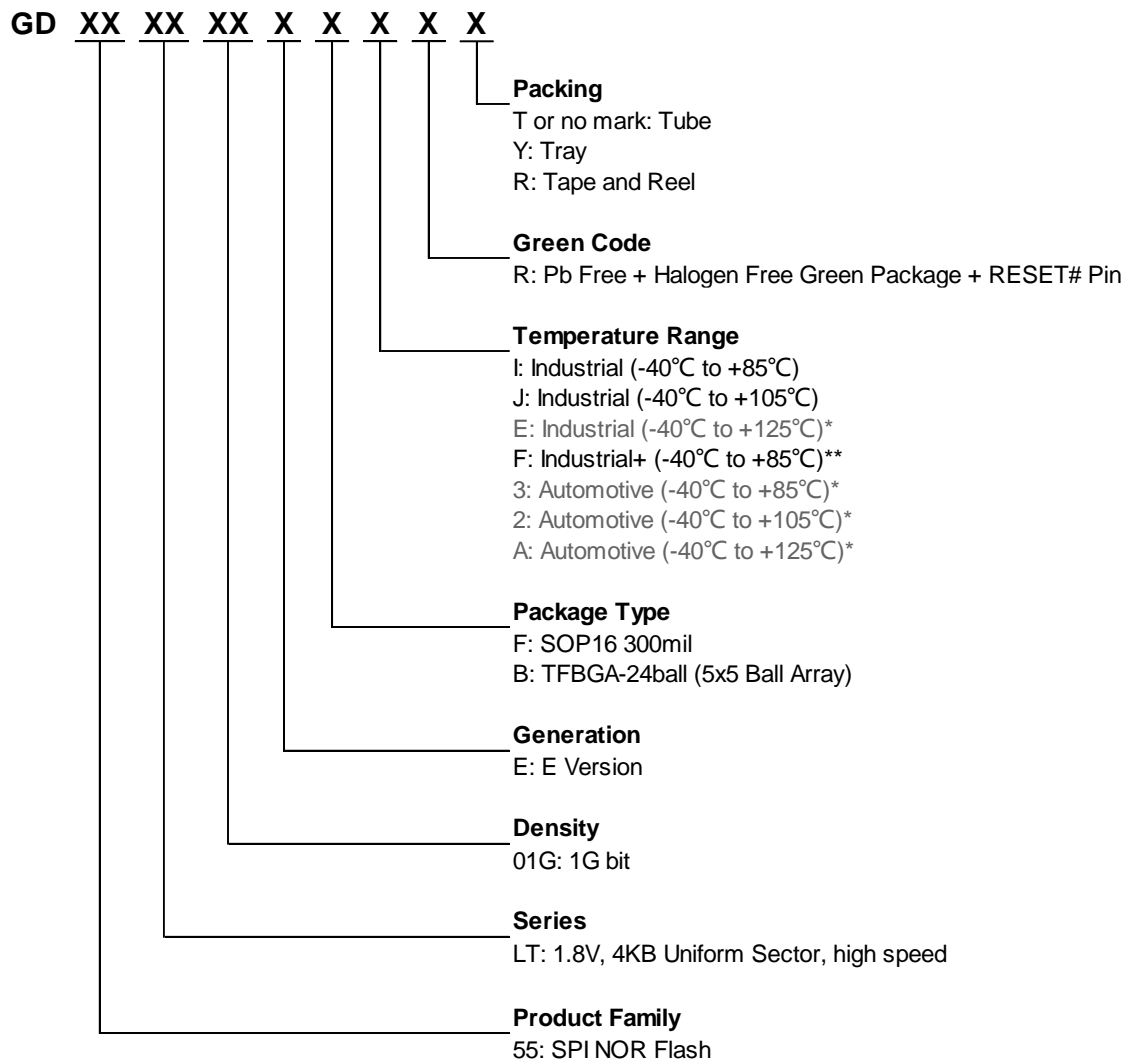 GD XX XX XX X X X X X
Packing
T or no mark: Tube
Y: Tray
R: Tape and Reel
Green Code
R: Pb Free + Halogen Free Green Package + RESET# Pin
Temperature Range
I: Industrial (-40℃ to +85℃)
J: Industrial (-40℃ to +105℃)
E: Industrial (-40℃ to +125℃)*
F: Industrial+ (-40℃ to +85℃)**
3: Automotive (-40℃ to +85℃)*
2: Automotive (-40℃ to +105℃)*
A: Automotive (-40℃ to +125℃)*
Package Type
F: SOP16 300mil
B: TFBGA-24ball (5x5 Ball Array)
Generation
E: E Version
Density
01G: 1G bit
Series
LT: 1.8V, 4KB Uniform Sector, high speed
Product Family
55: SPI NOR Flash